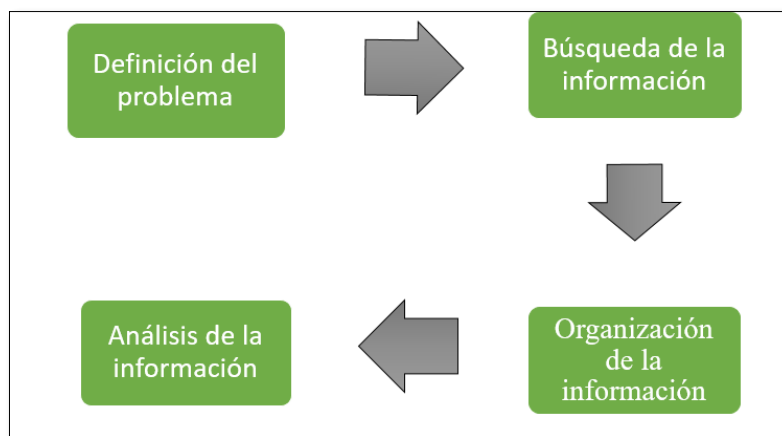 Definición del
problema
Búsqueda de la
información
Organización
de la
información
Análisis de la
información